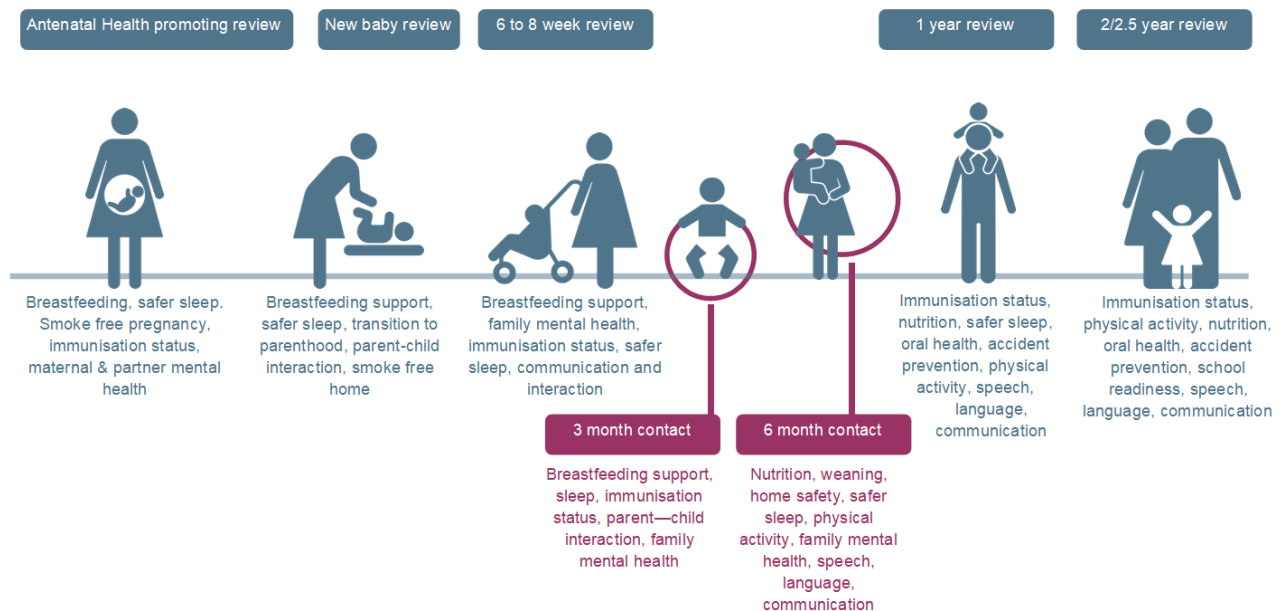 Antenatal Health promoting review
New baby review
6 to 8 week review
1 year review
2/2.5 year review
Breastfeeding, safer sleep.
Smoke free pregnancy,
immunisation status,
maternal & partner mental
health
Breastfeeding support,
safer sleep, transition to
parenthood, parent-child
interaction, smoke free
home
Breastfeeding support,
family mental health,
immunisation status, safer
sleep, communication and
interaction
Immunisation status,
nutrition, safer sleep,
oral health, accident
prevention, physical
activity, speech,
language,
communication
Immunisation status,
physical activity, nutrition,
oral health, accident
prevention, school
readiness, speech,
language, communication
3 month contact
Breastfeeding support,
sleep, immunisation
status, parent—child
interaction, family
mental health
6 month contact
Nutrition, weaning,
home safety, safer
sleep, physical
activity, family mental
health, speech,
language,
communication